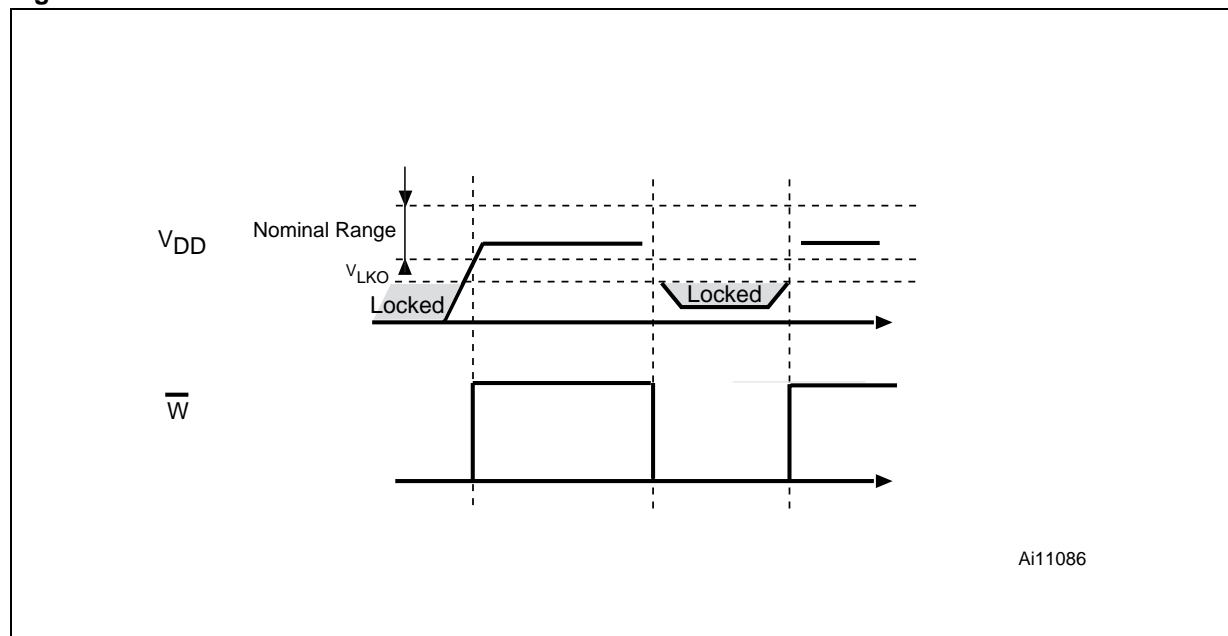 Nominal Range
VDD
VLKO
Locked
Locked
W
Ai11086